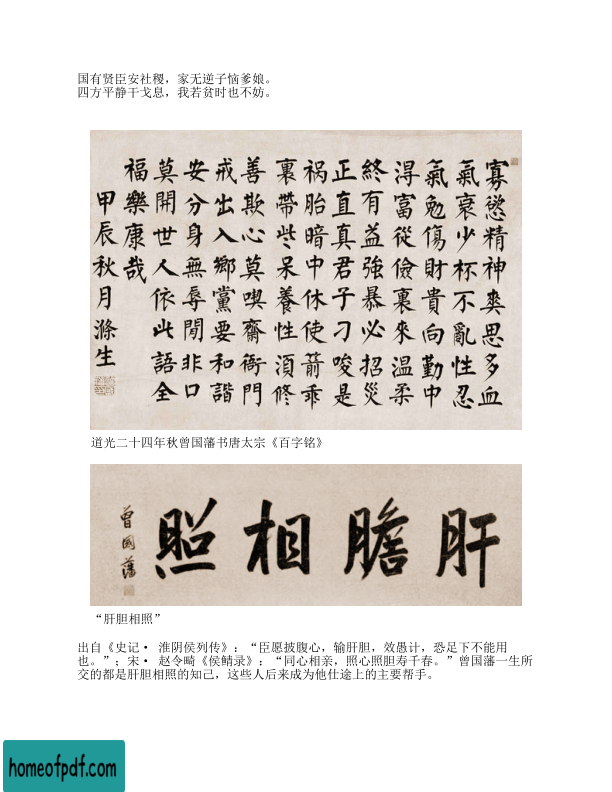 国有贤臣安社稷，家无逆子恼爹娘。
四方平静干戈息，我若贫时也不妨。
寡慾精神爽思多血
氣衰少杯不亂性忍
氣勉傷財貴向勤中
淂富從儉裏來温柔
終有益強暴必招災
正直真君子刁唆是
祸胎暗中休使箭乖
裏帶些呆養性湏修
善欺心莫喫齋衙門
戒出入鄉黨要和諧
安分身無辱閒非口
莫開世人依此語全
福樂康哉
甲辰秋月滌生
道光二十四年秋曾国藩书唐太宗《百字铭》
肝膽相照
曾國藩
“肝胆相照”
出自《史记· 淮阴侯列传》：“臣愿披腹心，输肝胆，效愚计，恐足下不能用
也。”；宋· 赵令畤《侯鲭录》：“同心相亲，照心照胆寿千春。”曾国藩一生所
交的都是肝胆相照的知己，这些人后来成为他仕途上的主要帮手。
homeofpdf.com